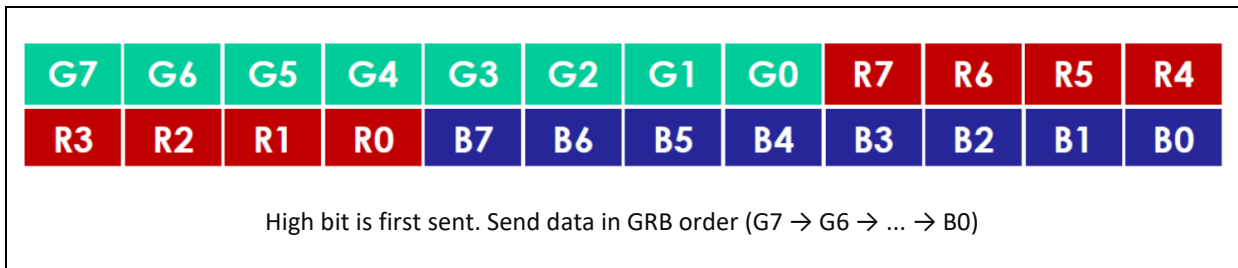 G7 G6 G5 G4 G3 G2 G1 G0 R7 R6 R5 R4
R3 R2 R1 R0 B7 B6 B5 B4 B3 B2 B1 B0
High bit is first sent. Send data in GRB order (G7 → G6 → ... → B0)